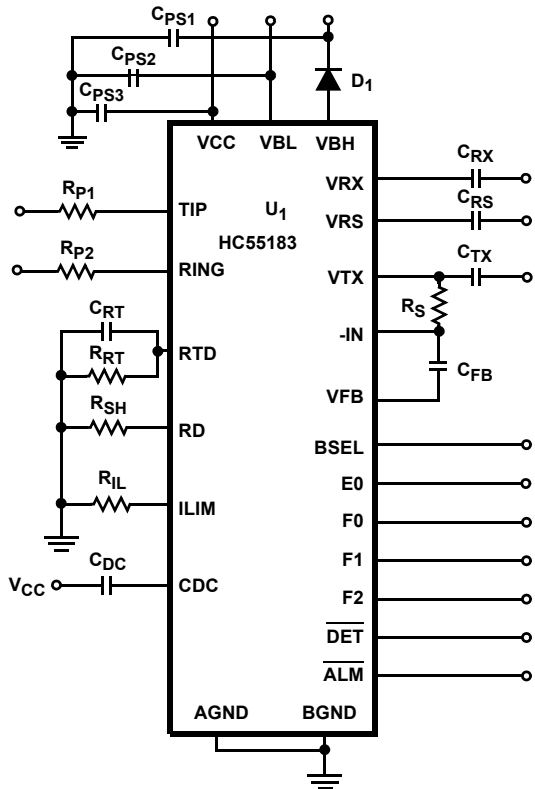 CPS1
CPS2
D1
CPS3
VCC VBL VBH
CRX
VRX
RP1
CRS
TIP U1 VRS
HC55183
RP2
CTX
RING VTX
RS
CRT
-IN
RTD
RRT
CFB
RSH
VFB
RD
BSEL
RIL
E0
ILIM
F0
CDC
F1
VCC CDC
F2
DET
ALM
AGND BGND